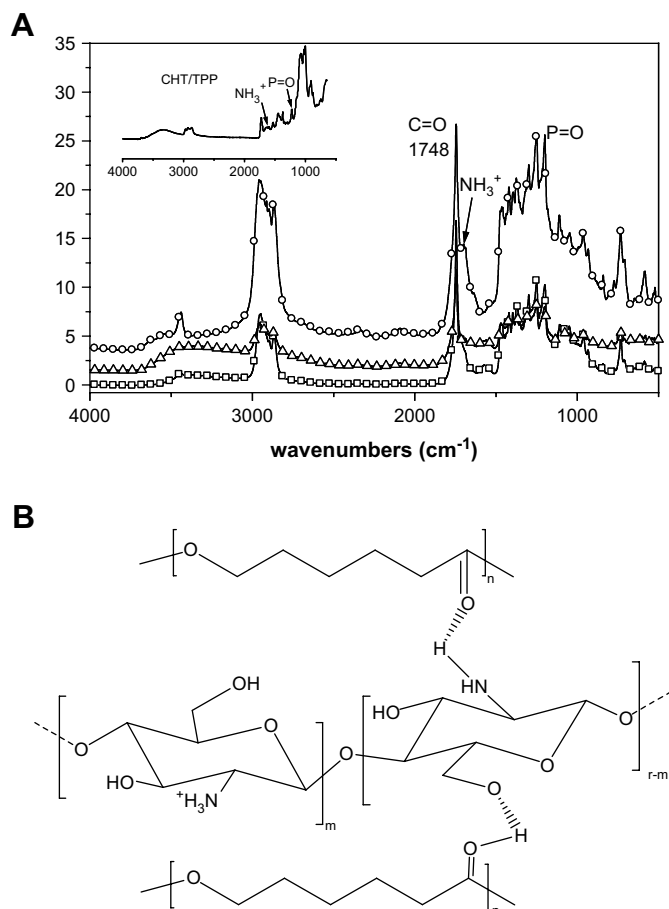 A
35
30
25
20
15
10
5
0
CHT/TPP
NH3+ P=O
4000 3000 2000 1000
C=O
1748
NH3+
P=O
4000 3000 2000 1000
wavenumbers (cm-1)
B
O
n
O
H
HN
OH
O
HO
O
HO
+H3N
m
O
O
O
r-m
O
H
O
O
n